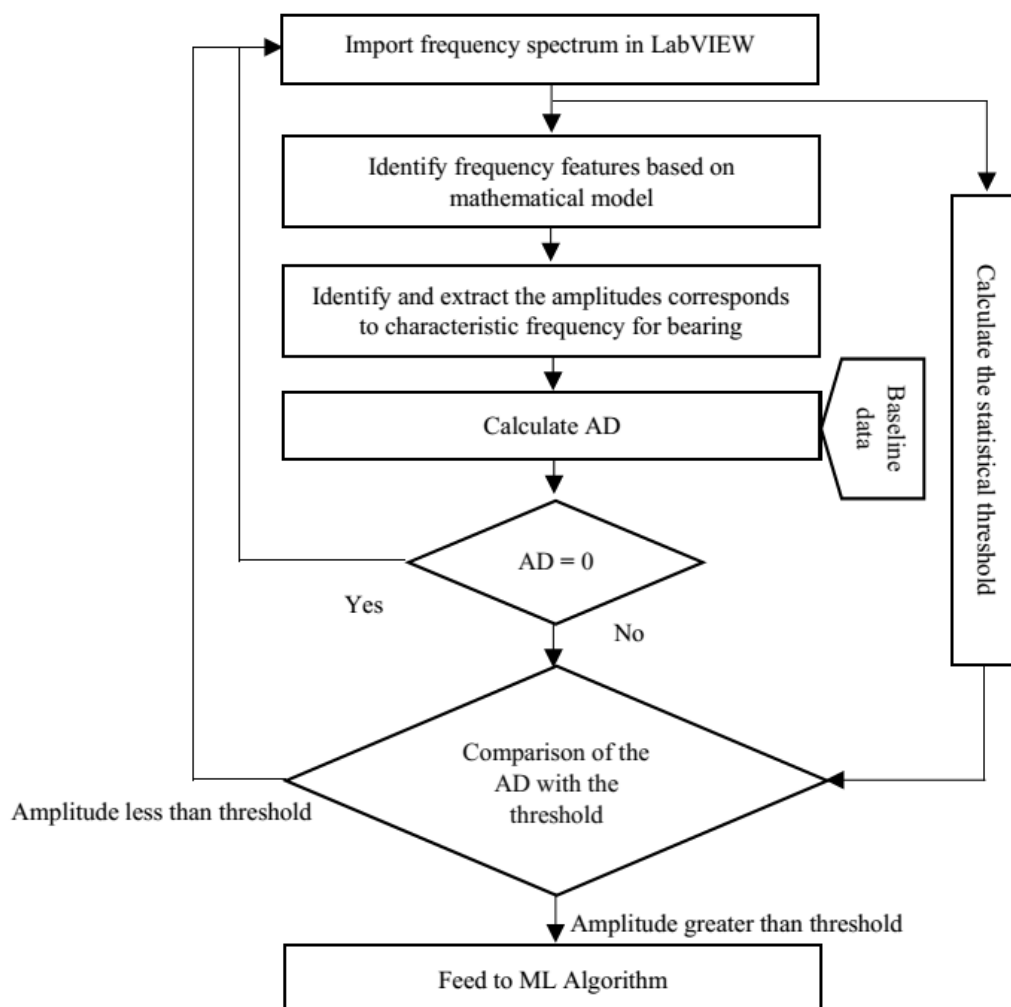 Import frequency spectrum in LabVIEW
Identify frequency features based on
mathematical model
Identify and extract the amplitudes corresponds
to characteristic frequency for bearing
Calculate AD
Baseline
data
Calculate the statistical threshold
AD = 0
Yes
No
Comparison of the
AD with the
threshold
Amplitude less than threshold
Amplitude greater than threshold
Feed to ML Algorithm